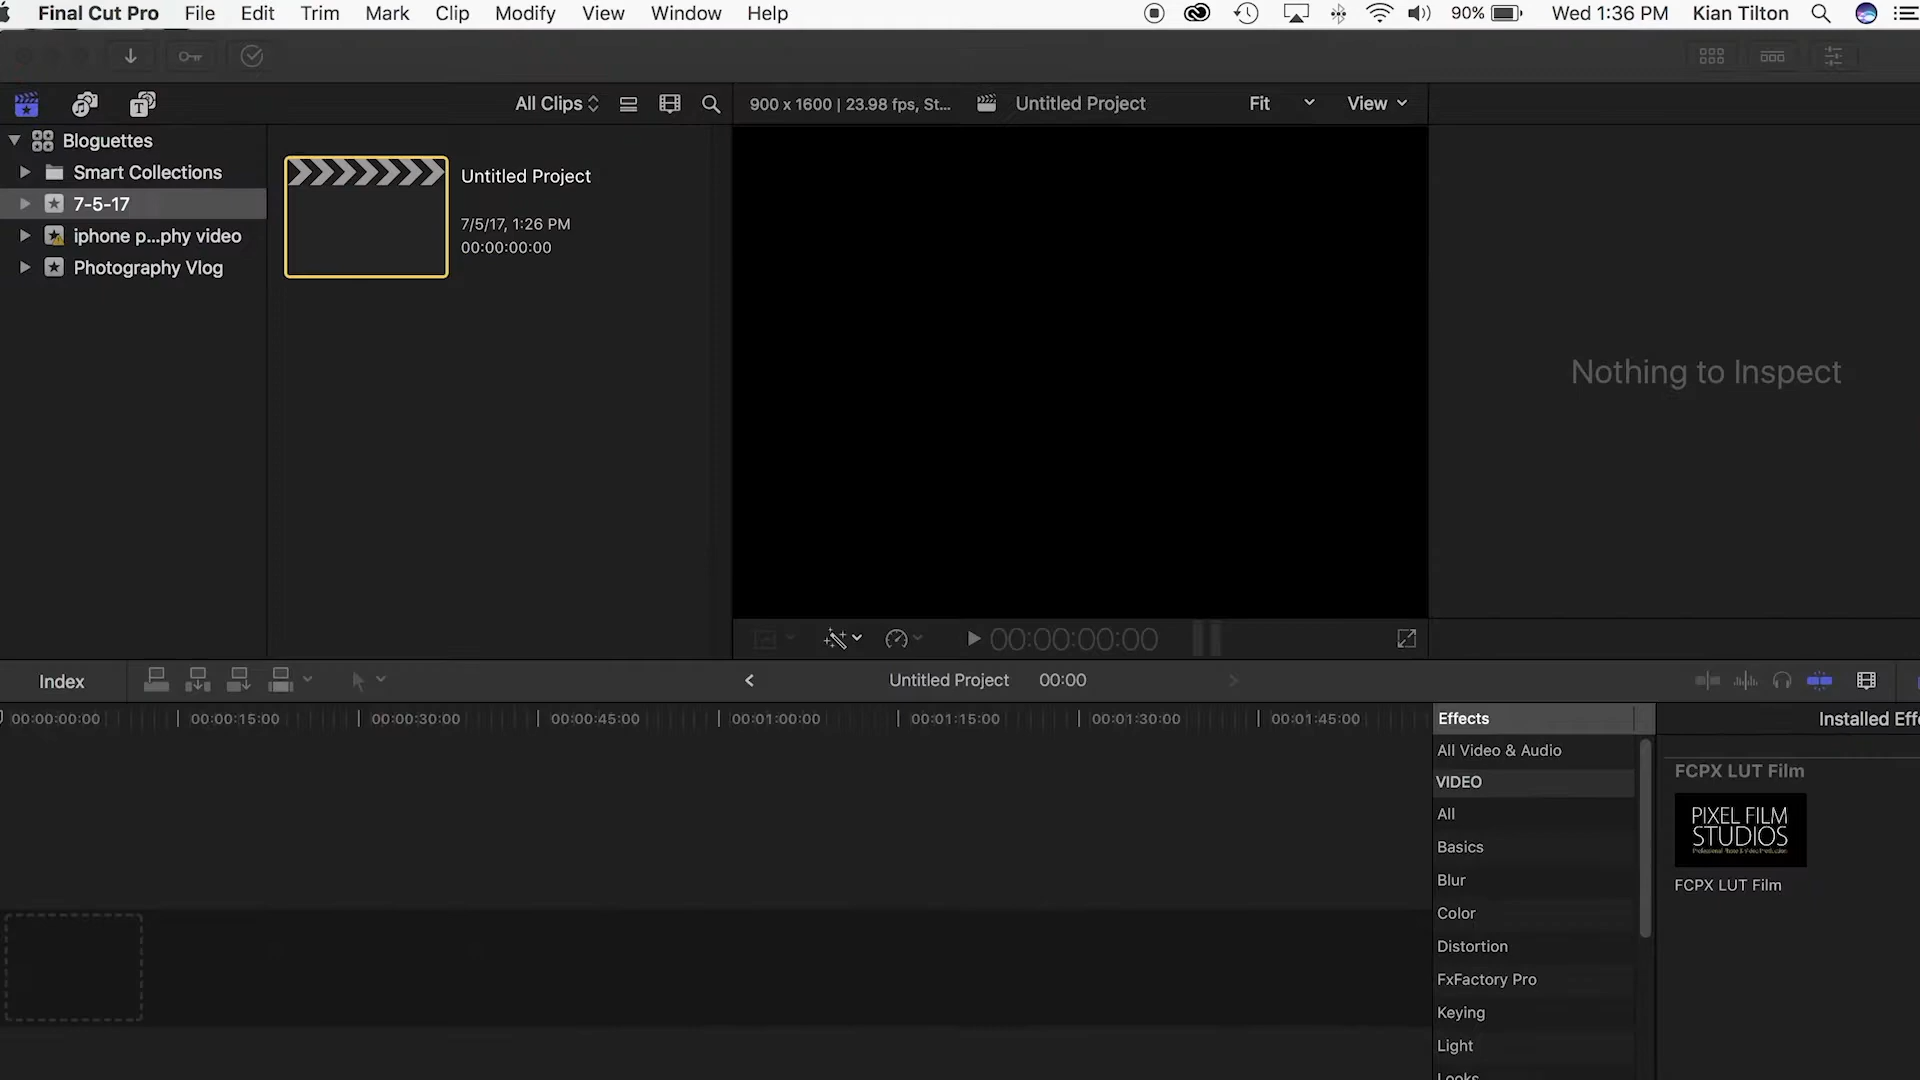 Final Cut Pro File Edit Trim Mark Clip Modify View Window Help 90% Wed 1:36 PM Kian Tilton
All Clips 900 x 1600 | 23.98 fps, St... Untitled Project Fit View
Bloguettes
Smart Collections
7-5-17
iphone p...phy video
Photography Vlog
Untitled Project
7/5/17, 1:26 PM
00:00:00:00
Nothing to Inspect
00:00:00:00
Index Untitled Project 00:00
00:00:00:00 00:00:15:00 00:00:30:00 00:00:45:00 00:01:00:00 00:01:15:00 00:01:30:00 00:01:45:00
Effects
All Video & Audio
VIDEO
All
Basics
Blur
Color
Distortion
FxFactory Pro
Keying
Light
Looks
Installed Effe
FCPX LUT Film
PIXEL FILM
STUDIOS
FCPX LUT Film